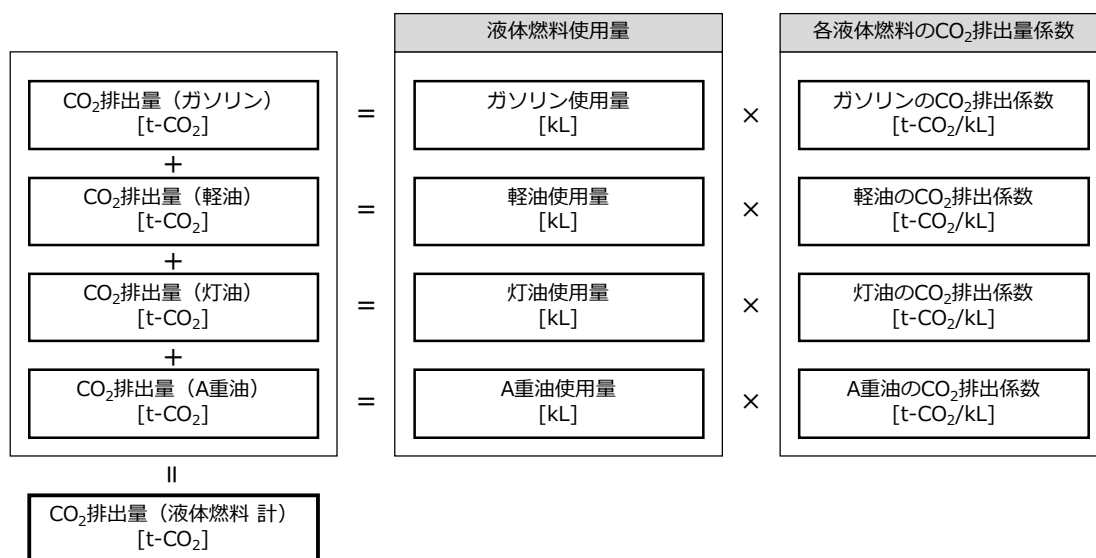 液体燃料使用量
各液体燃料のCO₂排出量係数
CO₂排出量（ガソリン）
[t-CO₂]
=
ガソリン使用量
[kL]
×
ガソリンのCO₂排出係数
[t-CO₂/kL]
+
CO₂排出量（軽油）
[t-CO₂]
=
軽油使用量
[kL]
×
軽油のCO₂排出係数
[t-CO₂/kL]
+
CO₂排出量（灯油）
[t-CO₂]
=
灯油使用量
[kL]
×
灯油のCO₂排出係数
[t-CO₂/kL]
+
CO₂排出量（A重油）
[t-CO₂]
=
A重油使用量
[kL]
×
A重油のCO₂排出係数
[t-CO₂/kL]
=
CO₂排出量（液体燃料 計）
[t-CO₂]